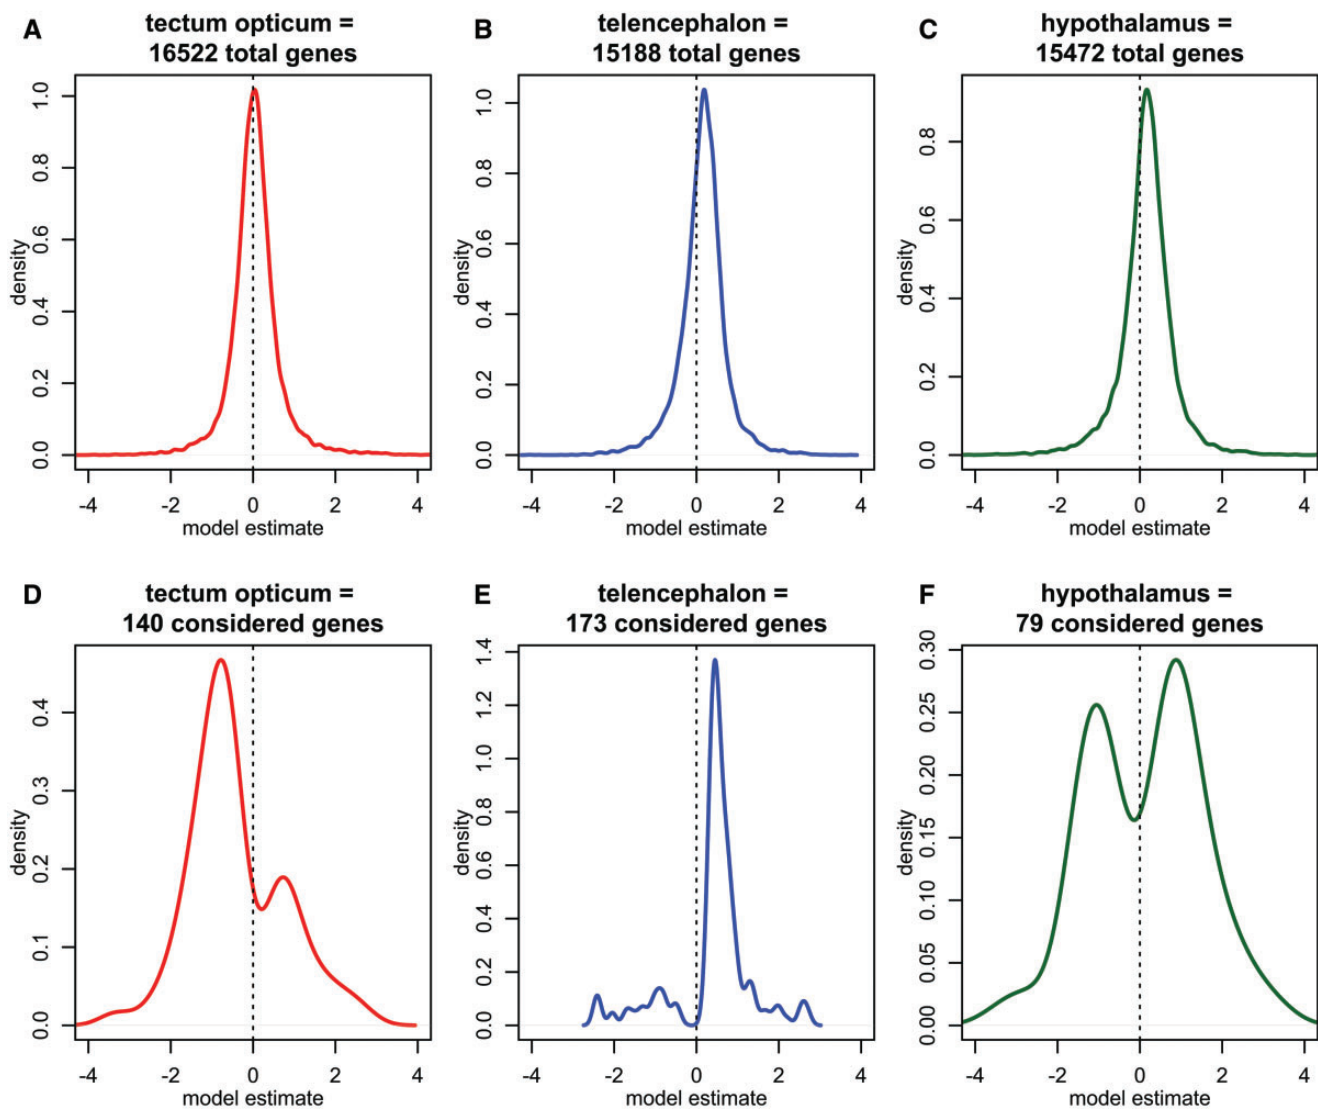 A
tectum opticum =
16522 total genes
density
0.0
0.2
0.4
0.6
0.8
1.0
-4 -2 0 2 4
model estimate
B
telencephalon =
15188 total genes
density
0.0
0.2
0.4
0.6
0.8
1.0
-4 -2 0 2 4
model estimate
C
hypothalamus =
15472 total genes
density
0.0
0.2
0.4
0.6
0.8
-4 -2 0 2 4
model estimate
D
tectum opticum =
140 considered genes
density
0.0
0.1
0.2
0.3
0.4
-4 -2 0 2 4
model estimate
E
telencephalon =
173 considered genes
density
0.0
0.2
0.4
0.6
0.8
1.0
1.2
1.4
-4 -2 0 2 4
model estimate
F
hypothalamus =
79 considered genes
density
0.00
0.05
0.10
0.15
0.20
0.25
0.30
-4 -2 0 2 4
model estimate